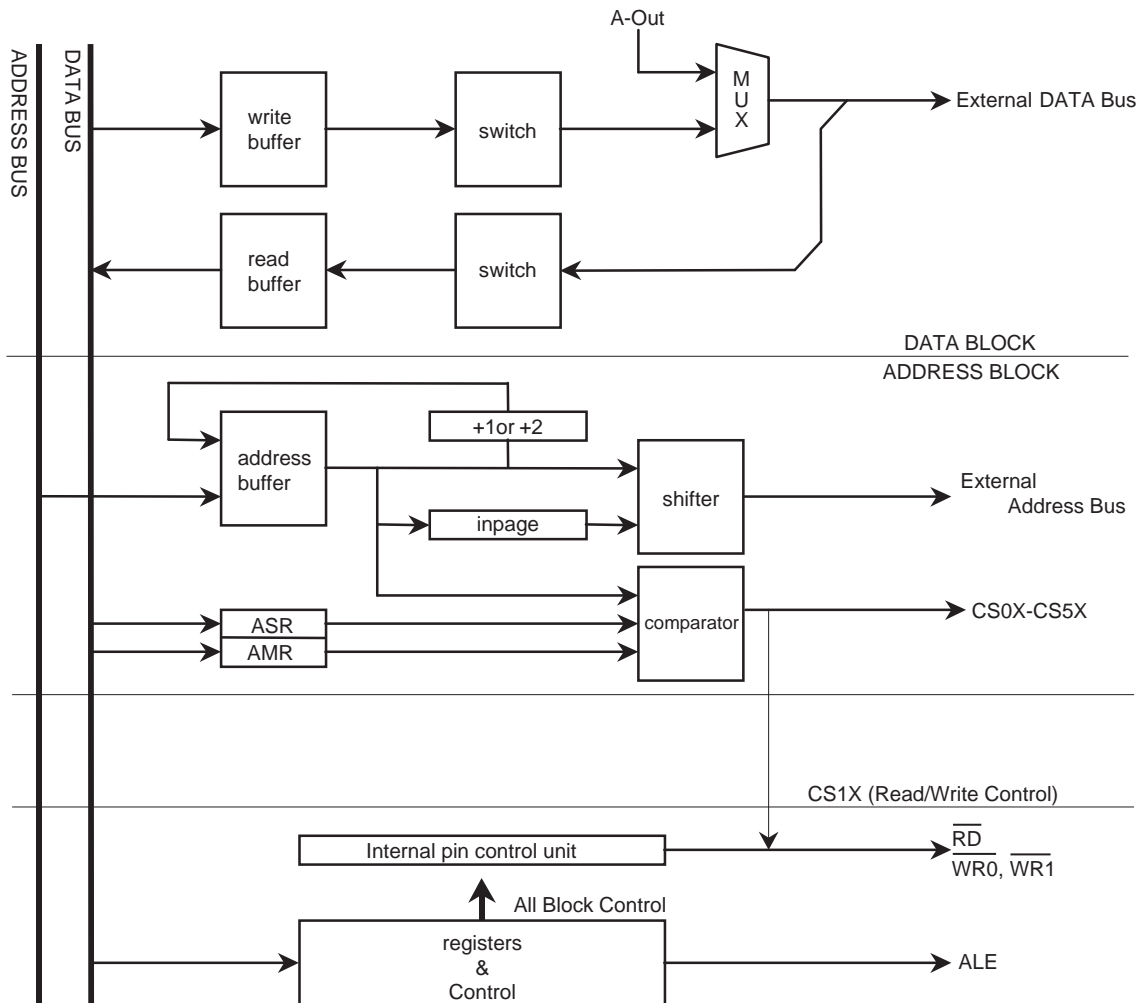 A-Out
ADDRESS BUS
DATA BUS
write
buffer
switch
MUX
External DATA Bus
read
buffer
switch
DATA BLOCK
ADDRESS BLOCK
+1or +2
address
buffer
shifter
External
Address Bus
inpage
ASR
AMR
comparator
CS0X-CS5X
CS1X (Read/Write Control)
Internal pin control unit
RD
WR0, WR1
All Block Control
registers
&
Control
ALE